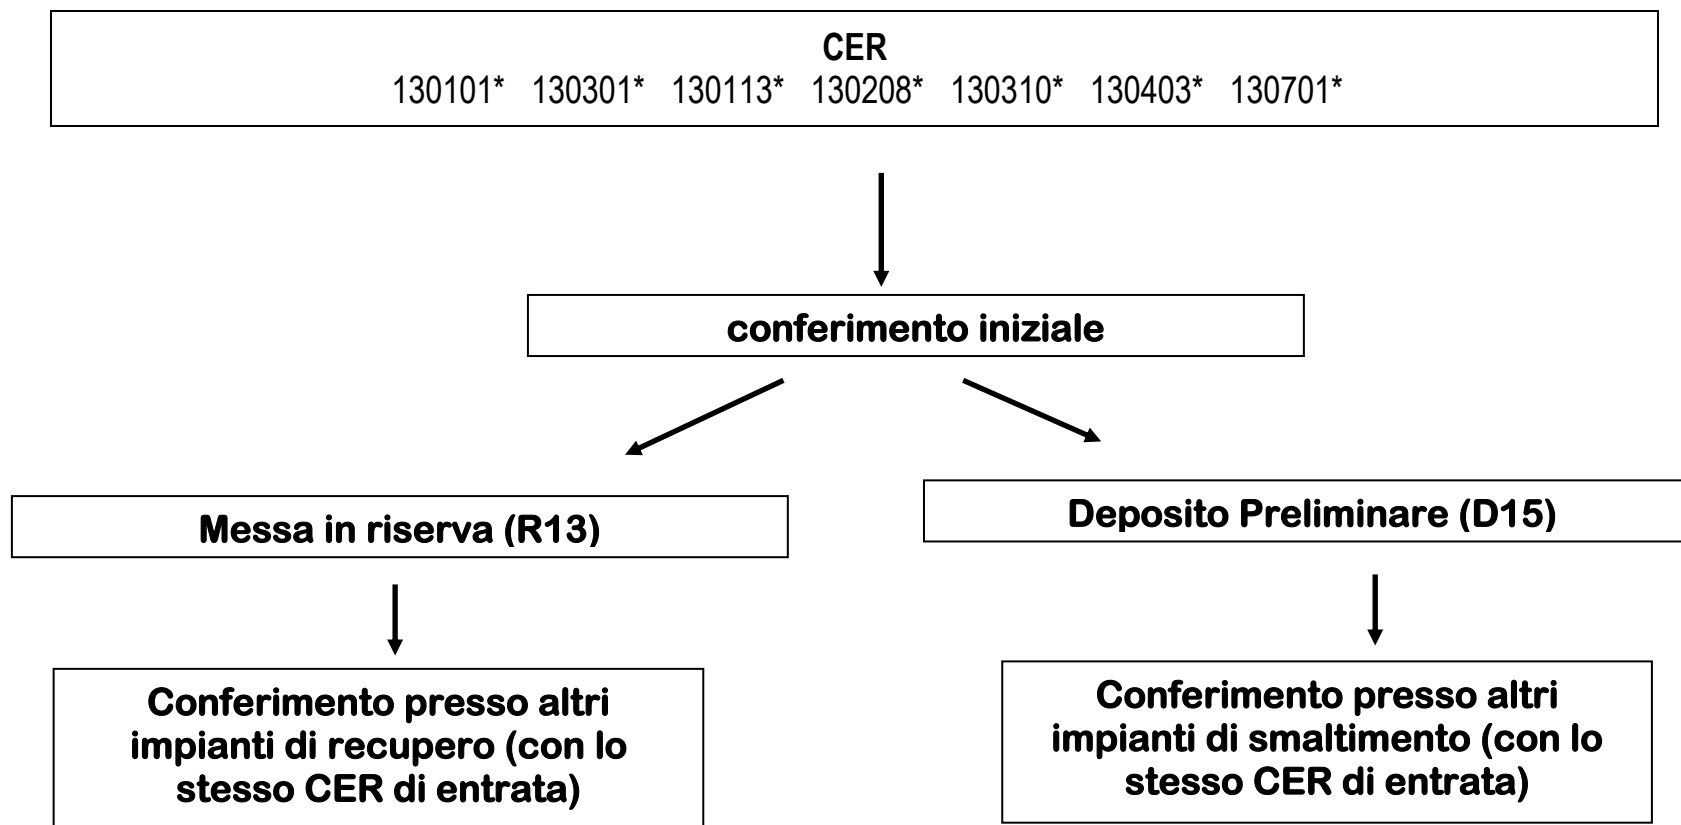 CER
130101* 130301* 130113* 130208* 130310* 130403* 130701*
conferimento iniziale
Messa in riserva (R13)
Deposito Preliminare (D15)
Conferimento presso altri
impianti di recupero (con lo
stesso CER di entrata)
Conferimento presso altri
impianti di smaltimento (con lo
stesso CER di entrata)